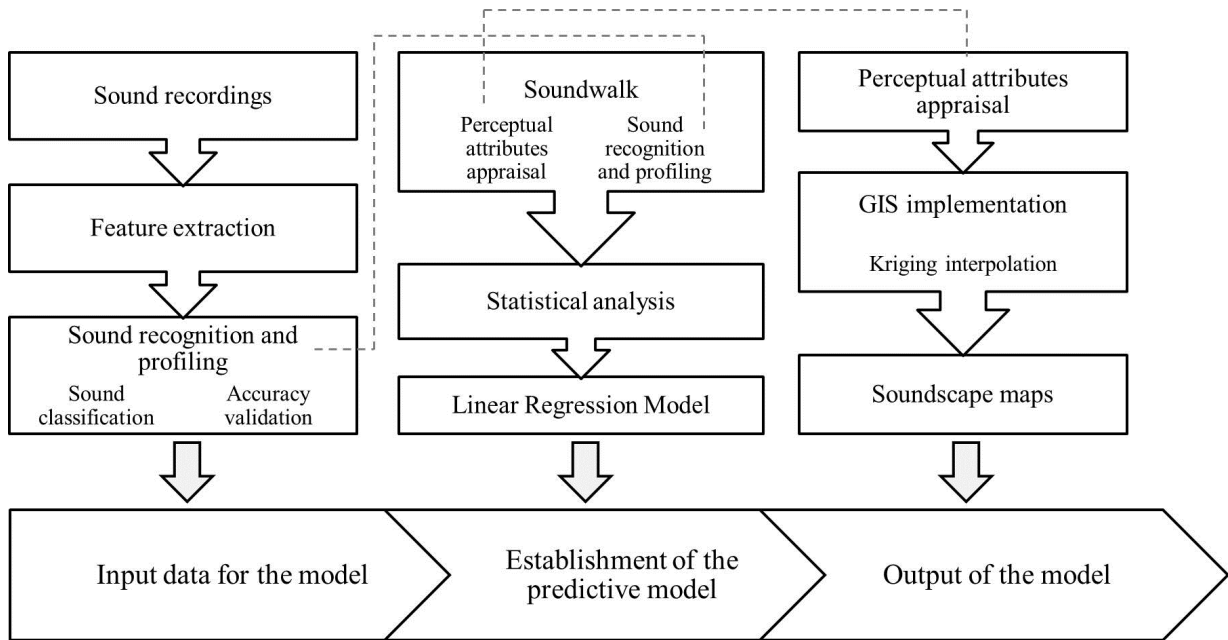 Sound recordings
Feature extraction
Sound recognition and
profiling
Sound
classification
Accuracy
validation
Soundwalk
Perceptual
attributes
appraisal
Sound
recognition
and profiling
Statistical analysis
Linear Regression Model
Perceptual attributes
appraisal
GIS implementation
Kriging interpolation
Soundscape maps
Input data for the model
Establishment of the
predictive model
Output of the model